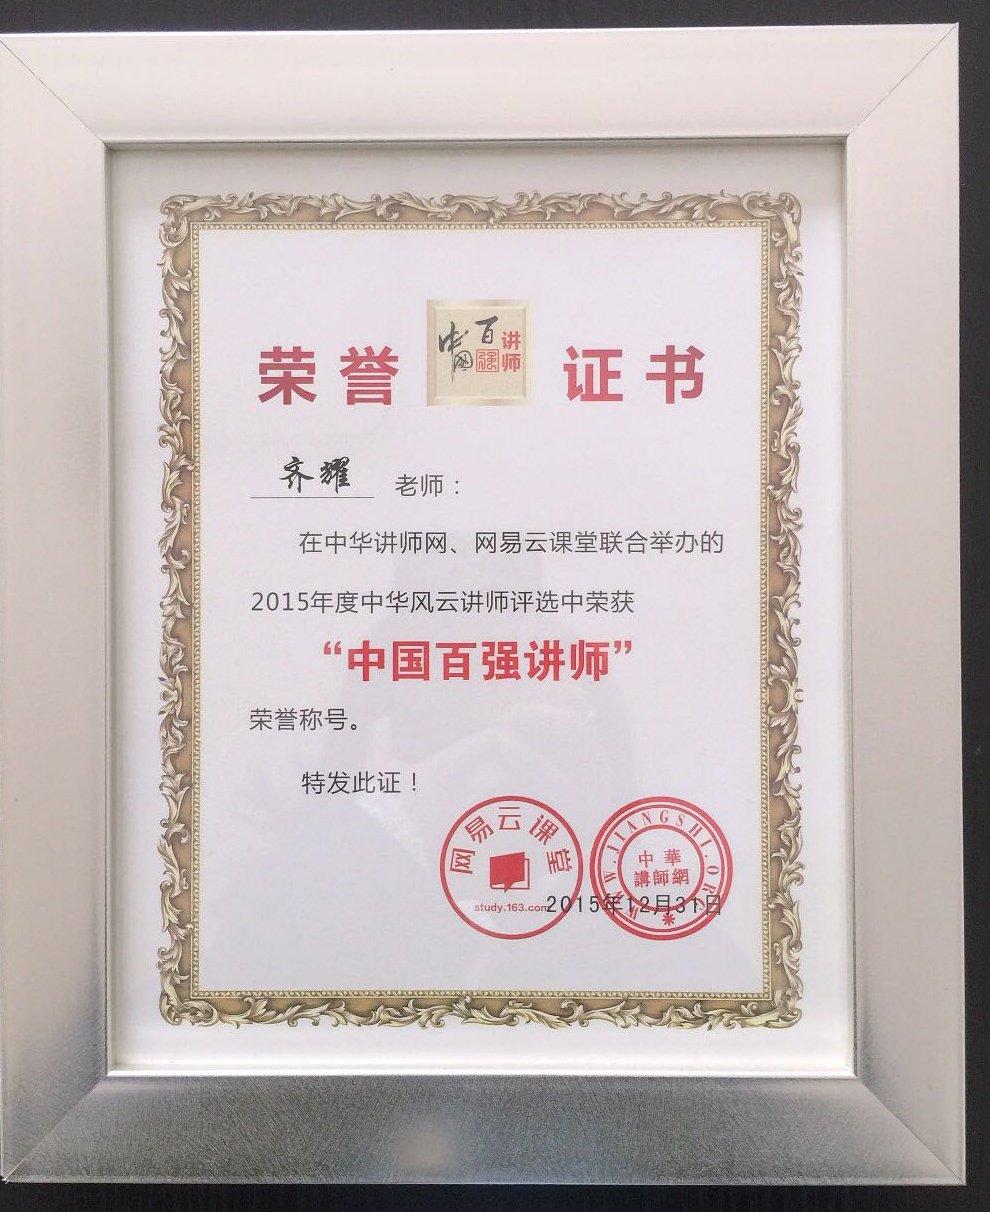 荣誉 中国百强讲师 证书
齐耀 老师：
在中华讲师网、网易云课堂联合举办的
2015年度中华风云讲师评选中荣获
“中国百强讲师”
荣誉称号。
特发此证！
网易云课堂
study.163.com
WWW.JIANGSHI.ORG
中華
講師網
2015年12月31日